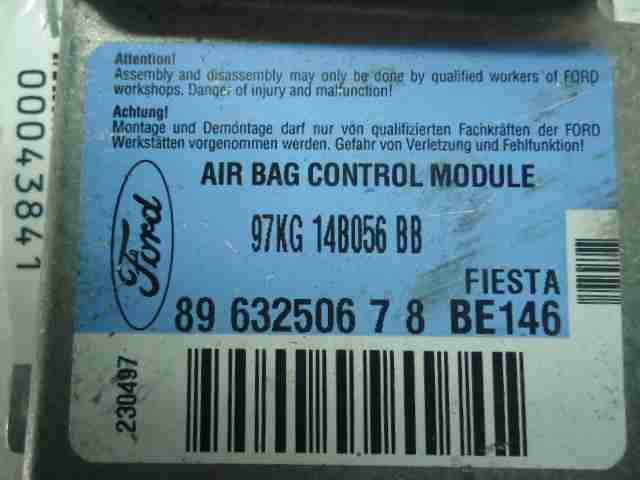 Attention!
Assembly and disassembly may only be done by qualified workers of FORD
workshops. Danger of injury and malfunction!
Achtung!
Montage und Demöntage darf nur von qualifizierten Fachkräften der FORD
Werkstätten vorgenommen werden. Gefahr von Verletzung und Fehlfunktion!
AIR BAG CONTROL MODULE
Ford
97KG 14B056 BB
FIESTA
89 632506 7 8 BE146
230497
00043841